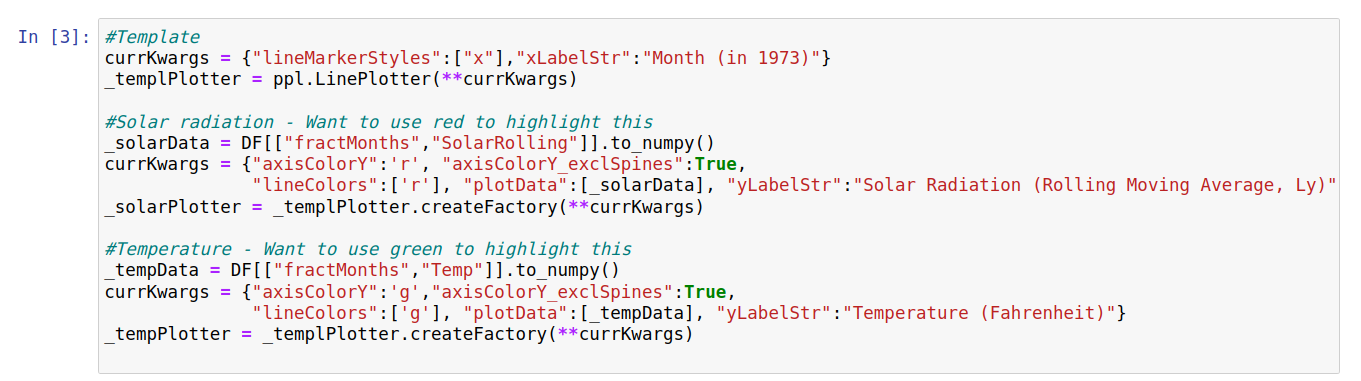 In [3]:
#Template
currKwargs = {"lineMarkerStyles":["x"],"xLabelStr":"Month (in 1973)"}
_templPlotter = ppl.LinePlotter(**currKwargs)
#Solar radiation - Want to use red to highlight this
_solarData = DF[["fractMonths","SolarRolling"]].to_numpy()
currKwargs = {"axisColorY":'r', "axisColorY_exclSpines":True,
"lineColors":['r'], "plotData":[_solarData], "yLabelStr":"Solar Radiation (Rolling Moving Average, Ly)"
_solarPlotter = _templPlotter.createFactory(**currKwargs)
#Temperature - Want to use green to highlight this
_tempData = DF[["fractMonths","Temp"]].to_numpy()
currKwargs = {"axisColorY":'g',"axisColorY_exclSpines":True,
"lineColors":['g'], "plotData":[_tempData], "yLabelStr":"Temperature (Fahrenheit)"}
_tempPlotter = _templPlotter.createFactory(**currKwargs)